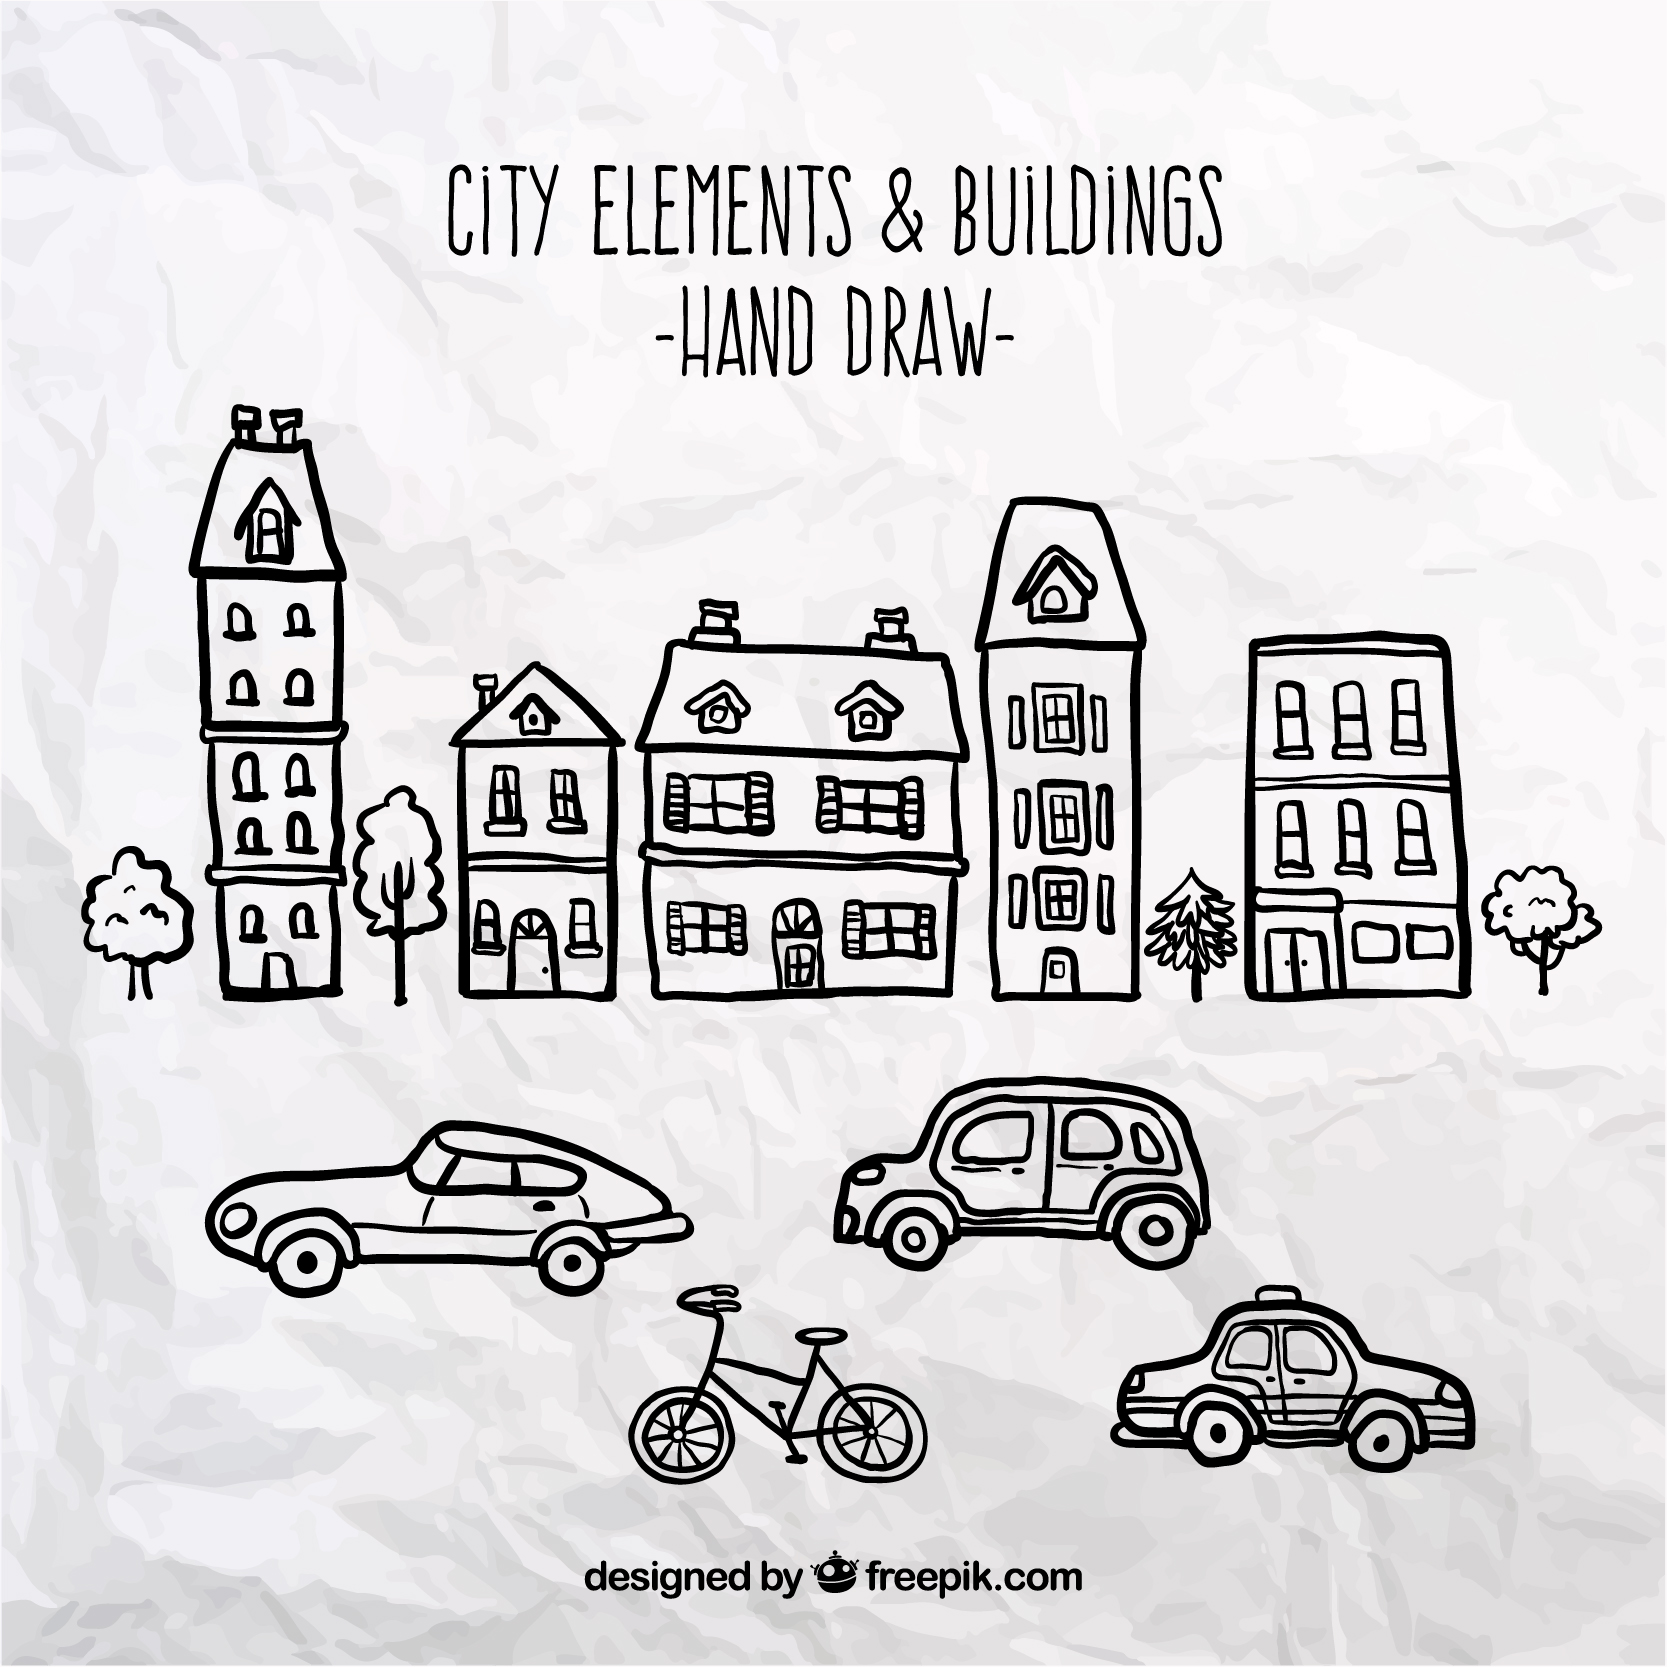 CiTY ELEMENTS & BUiLDiNGS
-HAND DRAW-
designed by freepik.com